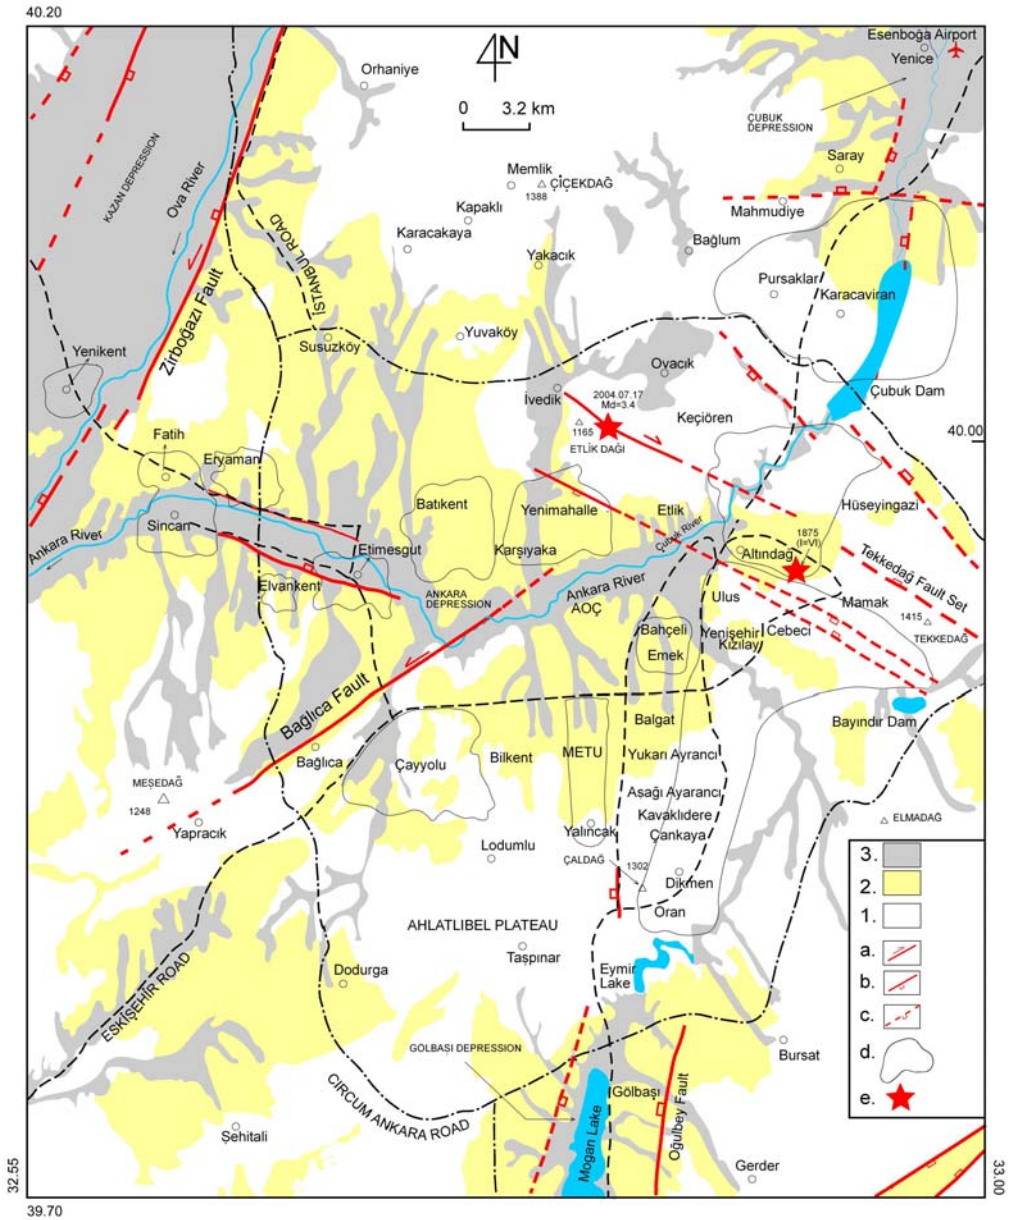 40.20
Esenboğa Airport
Yenice
N
Orhaniye
0 3.2 km
ÇUBUK
DEPRESSION
Saray
KAZAN DEPRESSION
Ova River
Memlik
1388
ÇİÇEKDAĞ
Kapaklı
Mahmudiye
Karacakaya
Bağlum
İSTANBUL ROAD
Yakacık
Pursaklar
Karacaviran
Zirboğazı Fault
Susuzköy
Yuvaköy
Yenikent
Ovacık
Çubuk Dam
İvedik
2004.07.17
Md=3.4
Keçiören
1165
ETLİK DAĞI
40.00
Fatih
Eryaman
Batıkent
Yenimahalle
Etlik
Hüseyingazi
Sincan
Ankara River
Çubuk River
1875
(I=VI)
Etimesgut
Karşıyaka
Altındag
Tekkedağ Fault Set
Elvankent
ANKARA
DEPRESSION
Ankara River
AOÇ
Ulus
Mamak
1415
TEKKEDAĞ
Bahçeli
Yenişehir
Cebeci
Kızılay
Emek
Bağlıca Fault
Balgat
Bayındır Dam
Bağlıca
Çayyolu
Bilkent
METU
Yukarı Ayrancı
MEŞEDAĞ
1248
Aşağı Ayarancı
Kavaklıdere
Çankaya
Yapracık
Yalıncak
ELMADAĞ
Lodumlu
ÇALDAĞ
1302
Dikmen
Oran
AHLATLIBEL PLATEAU
Taşpınar
Dodurga
Eymir
Lake
ESKİŞEHİR ROAD
GÖLBAŞI DEPRESSION
Bursat
CIRCUM ANKARA ROAD
Gölbaşı
Oğulbey Fault
Mogan Lake
Şehitali
Gerder
3.
2.
1.
a.
b.
c.
d.
e.
32.55
33.00
39.70